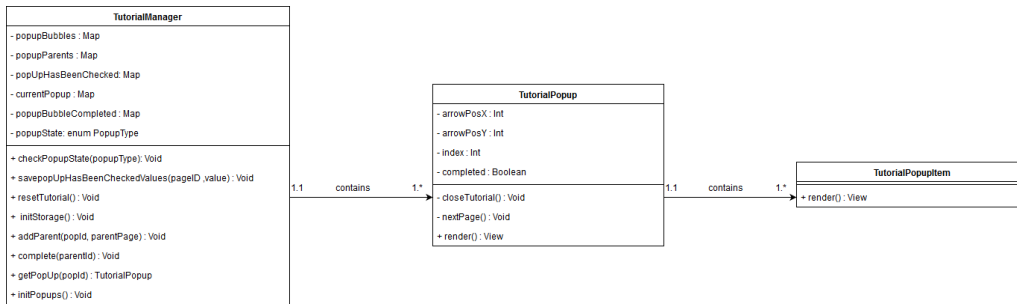 TutorialManager
- popupBubbles : Map
- popupParents : Map
- popUpHasBeenChecked: Map
- currentPopup : Map
- popupBubbleCompleted : Map
- popupState: enum PopupType
+ checkPopupState(popupType): Void
+ savepopUpHasBeenCheckedValues(pageID ,value) : Void
+ resetTutorial() : Void
+ initStorage() : Void
+ addParent(popId, parentPage) : Void
+ complete(parentId) : Void
+ getPopUp(popId) : TutorialPopup
+ initPopups() : Void
1.1 contains 1.*
TutorialPopup
- arrowPosX : Int
- arrowPosY : Int
- index : Int
- completed : Boolean
- closeTutorial() : Void
- nextPage() : Void
+ render() : View
1.1 contains 1.*
TutorialPopupItem
+ render() : View